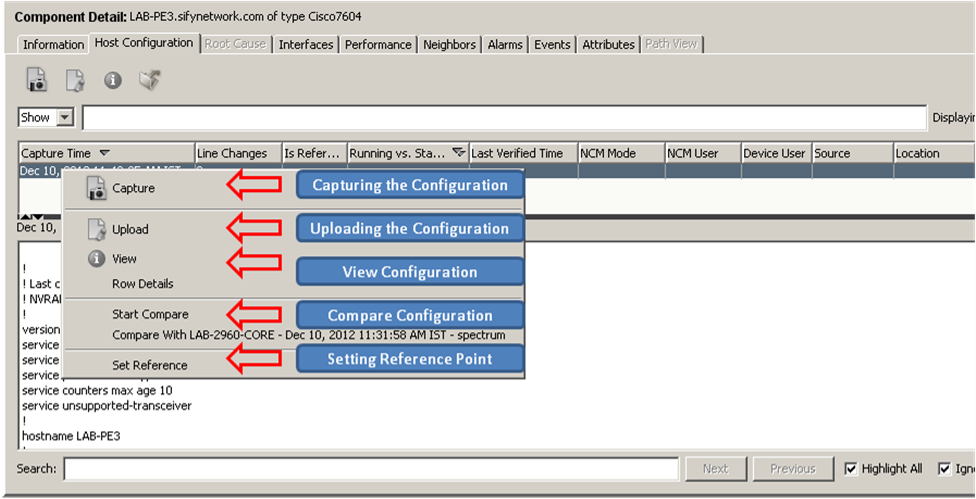 Component Detail: LAB-PE3.sifynetwork.com of type Cisco7604
Information Host Configuration Root Cause Interfaces Performance Neighbors Alarms Events Attributes Path View
Show
Capture Time Line Changes Is Refer... Running vs. Sta... Last Verified Time NCM Mode NCM User Device User Source Location
Dec 10,
Capture
Capturing the Configuration
Upload
Uploading the Configuration
Dec 10,
View
View Configuration
Row Details
!
! Last c
! NVRA
!
Start Compare
Compare Configuration
version
Compare With LAB-2960-CORE - Dec 10, 2012 11:31:58 AM IST - spectrum
service
service
Set Reference
Setting Reference Point
service
service counters max age 10
service unsupported-transceiver
!
hostname LAB-PE3
Search:
Next Previous Highlight All